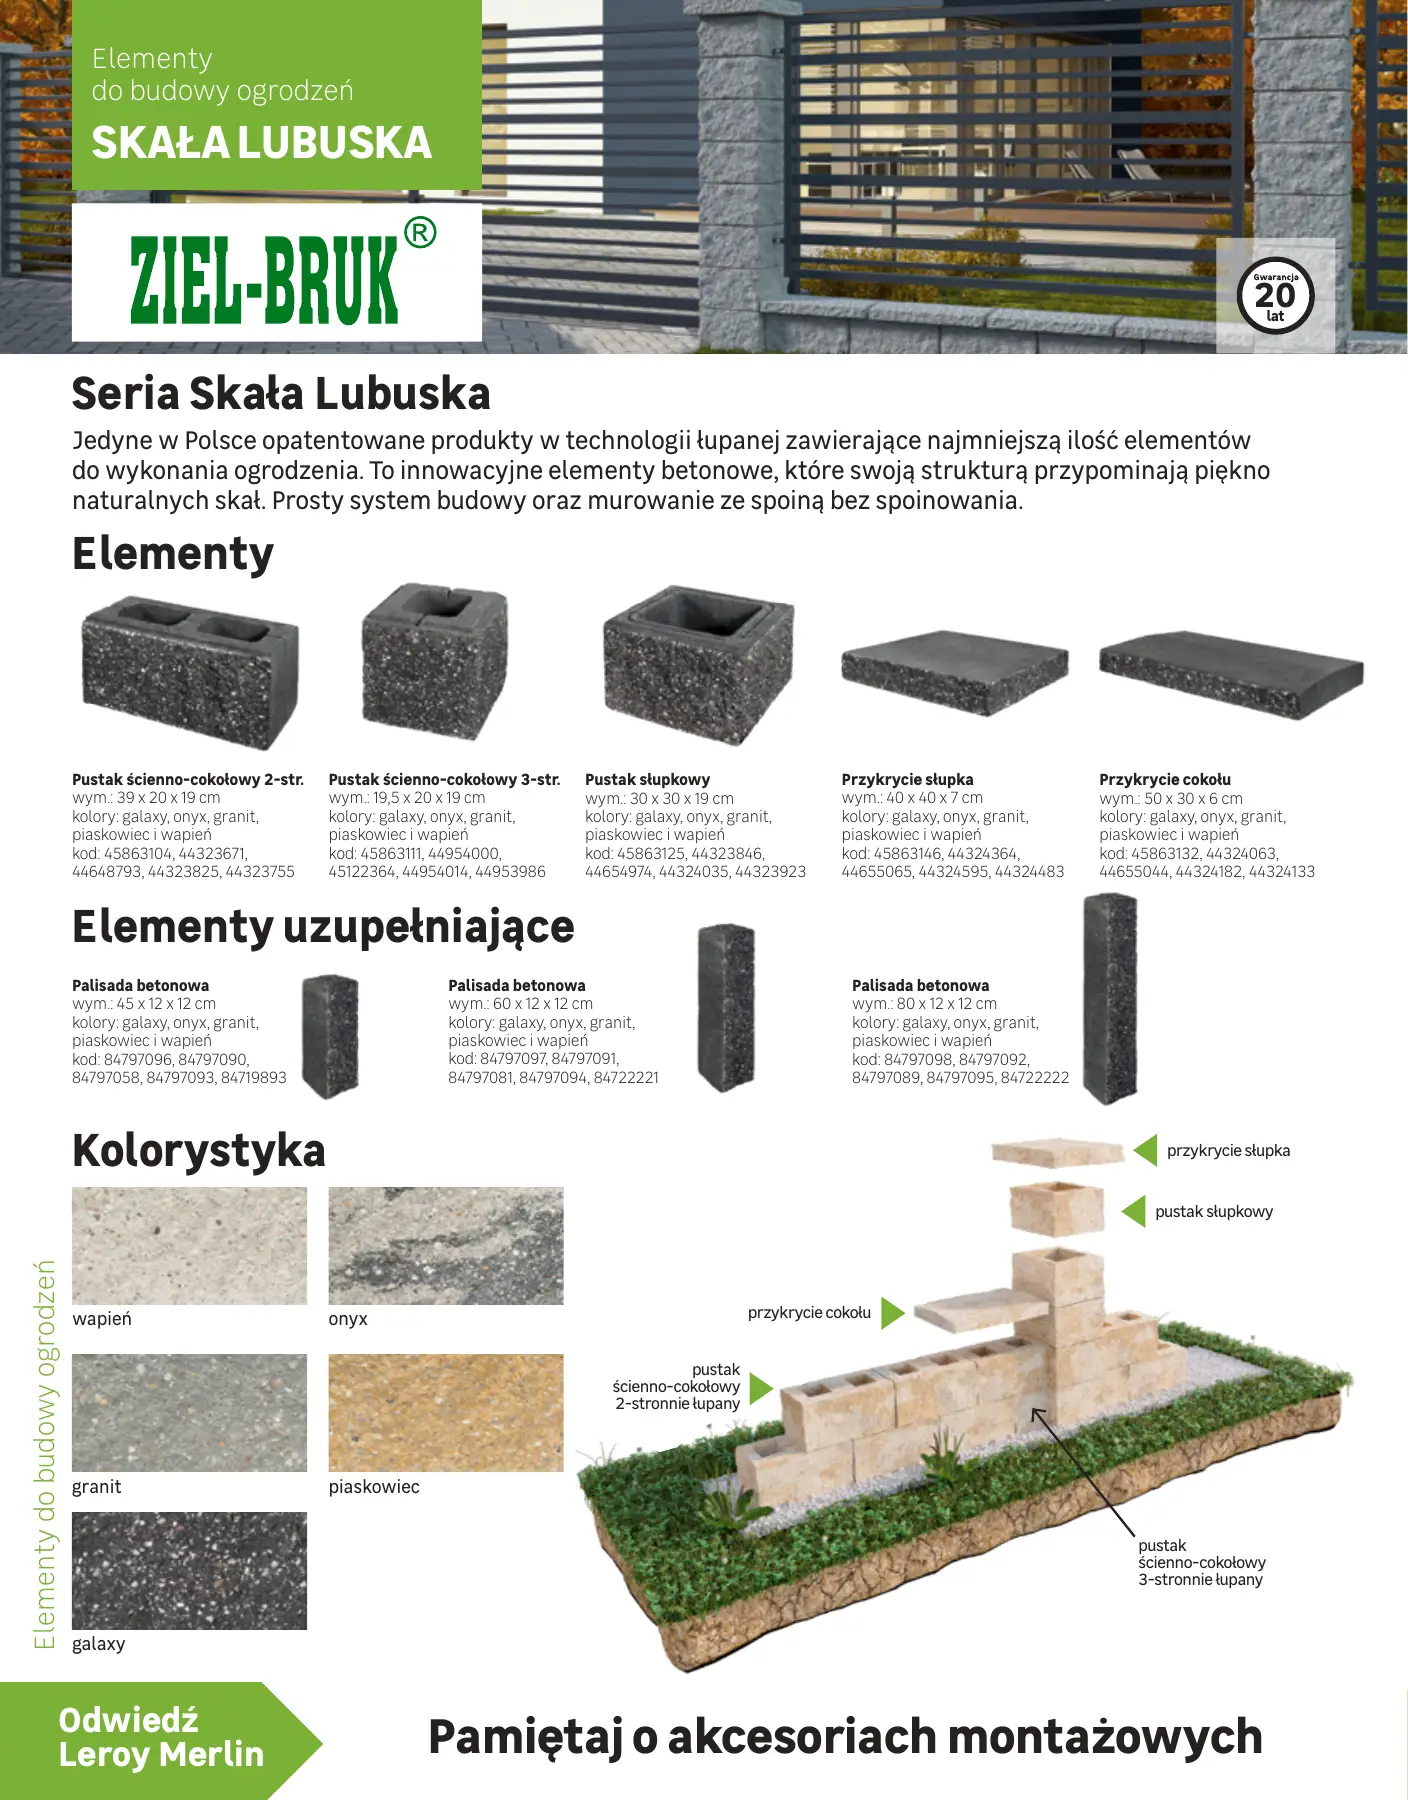 Elementy
do budowy ogrodzeń
SKAŁA LUBUSKA
ZIEL-BRUK®
Gwarancja
20
lat
Seria Skała Lubuska
Jedyne w Polsce opatentowane produkty w technologii łupanej zawierające najmniejszą ilość elementów
do wykonania ogrodzenia. To innowacyjne elementy betonowe, które swoją strukturą przypominają piękno
naturalnych skał. Prosty system budowy oraz murowanie ze spoiną bez spoinowania.
Elementy
Pustak ścienno-cokołowy 2-str.
wym.: 39 x 20 x 19 cm
kolory: galaxy, onyx, granit,
piaskowiec i wapień
kod: 45863104, 44323671,
44648793, 44323825, 44323755
Pustak ścienno-cokołowy 3-str.
wym.: 19,5 x 20 x 19 cm
kolory: galaxy, onyx, granit,
piaskowiec i wapień
kod: 45863111, 44954000,
45122364, 44954014, 44953986
Pustak słupkowy
wym.: 30 x 30 x 19 cm
kolory: galaxy, onyx, granit,
piaskowiec i wapień
kod: 45863125, 44323846,
44654974, 44324035, 44323923
Przykrycie słupka
wym.: 40 x 40 x 7 cm
kolory: galaxy, onyx, granit,
piaskowiec i wapień
kod: 45863146, 44324364,
44655065, 44324595, 44324483
Przykrycie cokołu
wym.: 50 x 30 x 6 cm
kolory: galaxy, onyx, granit,
piaskowiec i wapień
kod: 45863132, 44324063,
44655044, 44324182, 44324133
Elementy uzupełniające
Palisada betonowa
wym.: 45 x 12 x 12 cm
kolory: galaxy, onyx, granit,
piaskowiec i wapień
kod: 84797096, 84797090,
84797058, 84797093, 84719893
Palisada betonowa
wym.: 60 x 12 x 12 cm
kolory: galaxy, onyx, granit,
piaskowiec i wapień
kod: 84797097, 84797091,
84797081, 84797094, 84722221
Palisada betonowa
wym.: 80 x 12 x 12 cm
kolory: galaxy, onyx, granit,
piaskowiec i wapień
kod: 84797098, 84797092,
84797089, 84797095, 84722222
Kolorystyka
wapień
onyx
granit
piaskowiec
galaxy
przykrycie słupka
pustak słupkowy
przykrycie cokołu
pustak
ścienno-cokołowy
2-stronnie łupany
pustak
ścienno-cokołowy
3-stronnie łupany
Elementy do budowy ogrodzeń
Odwiedź
Leroy Merlin
Pamiętaj o akcesoriach montażowych